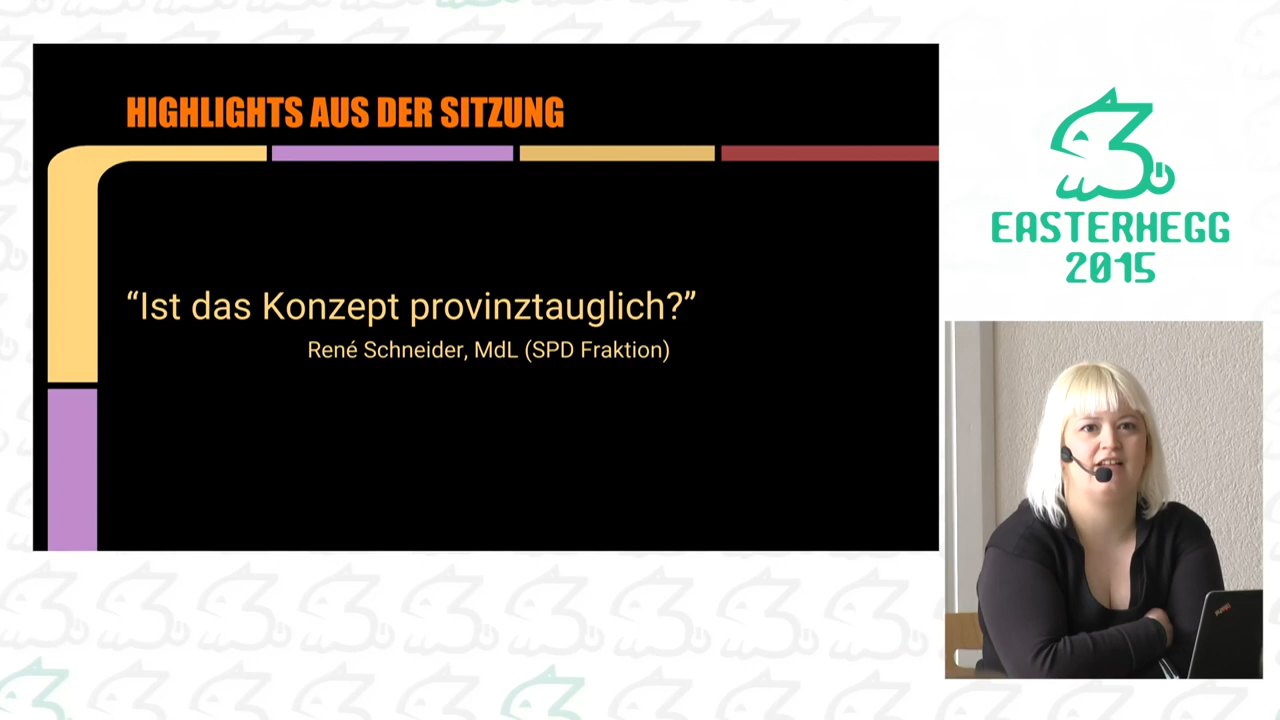 HIGHLIGHTS AUS DER SITZUNG
“Ist das Konzept provinztauglich?”
René Schneider, MdL (SPD Fraktion)
EASTERHEGG
2015